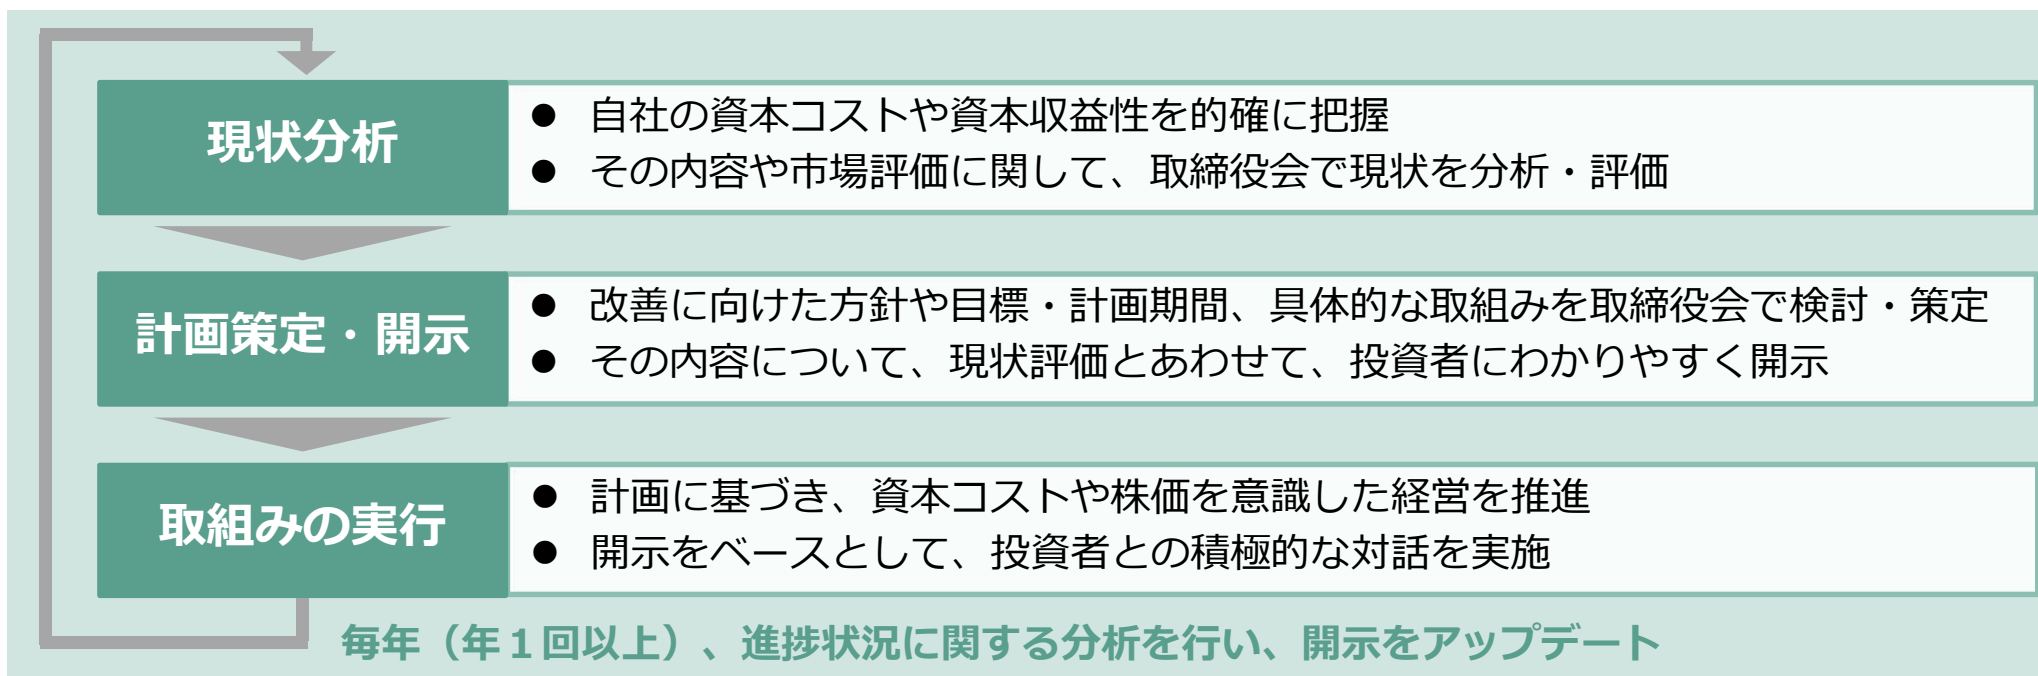 現状分析
● 自社の資本コストや資本収益性を的確に把握
● その内容や市場評価に関して、取締役会で現状を分析・評価
計画策定・開示
● 改善に向けた方針や目標・計画期間、具体的な取組みを取締役会で検討・策定
● その内容について、現状評価とあわせて、投資者にわかりやすく開示
取組みの実行
● 計画に基づき、資本コストや株価を意識した経営を推進
● 開示をベースとして、投資者との積極的な対話を実施
毎年（年１回以上）、進捗状況に関する分析を行い、開示をアップデート